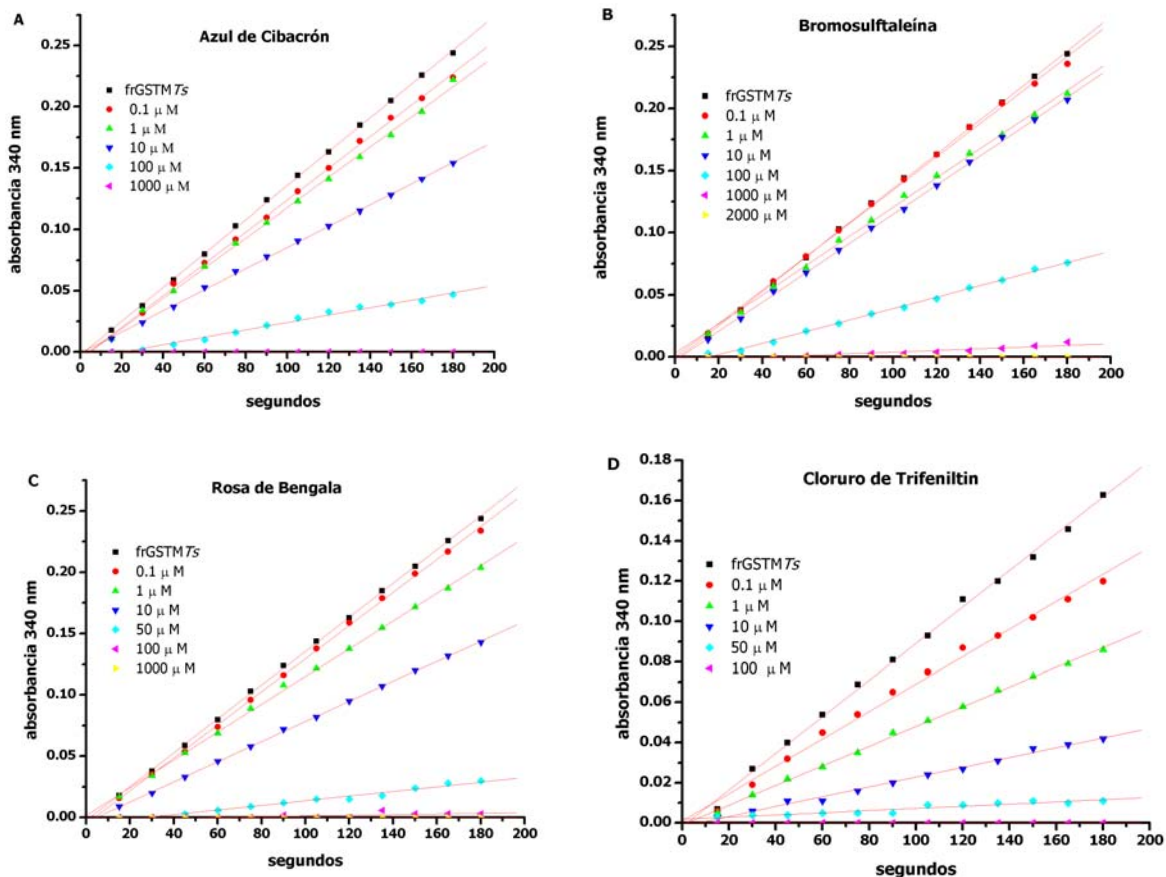 A
Azul de Cibacrón
absorbancia 340 nm
0.25
0.20
0.15
0.10
0.05
0.00
frGSTMTs
0.1 μ M
1 μ M
10 μ M
100 μ M
1000 μ M
0 20 40 60 80 100 120 140 160 180 200
segundos
B
Bromosulftaleína
absorbancia 340 nm
0.25
0.20
0.15
0.10
0.05
0.00
frGSTMTs
0.1 μ M
1 μ M
10 μ M
100 μ M
1000 μ M
2000 μ M
0 20 40 60 80 100 120 140 160 180 200
segundos
C
Rosa de Bengala
absorbancia 340 nm
0.25
0.20
0.15
0.10
0.05
0.00
frGSTMTs
0.1 μ M
1 μ M
10 μ M
50 μ M
100 μ M
1000 μ M
0 20 40 60 80 100 120 140 160 180 200
segundos
D
Cloruro de Trifeniltin
absorbancia 340 nm
0.18
0.16
0.14
0.12
0.10
0.08
0.06
0.04
0.02
0.00
frGSTMTs
0.1 μ M
1 μ M
10 μ M
50 μ M
100 μ M
0 20 40 60 80 100 120 140 160 180 200
segundos